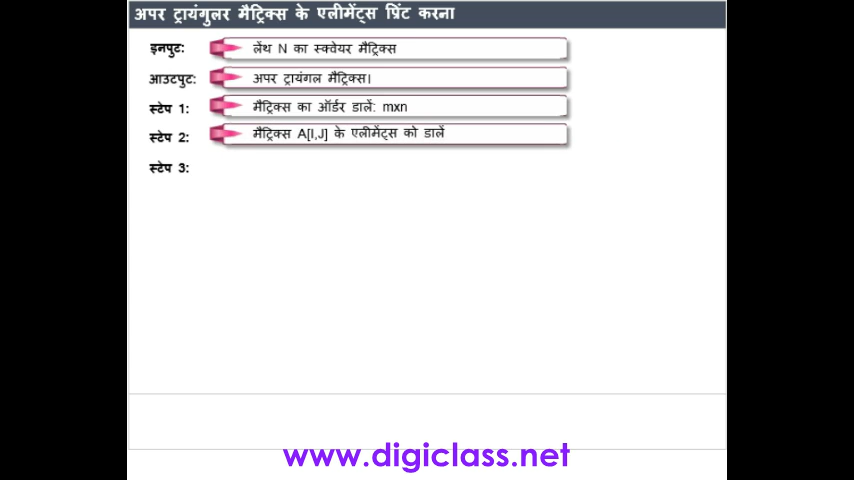 अपर ट्रायंगुलर मैट्रिक्स के एलीमेंट्स प्रिंट करना
इनपुट: लेंथ N का स्क्वेयर मैट्रिक्स
आउटपुट: अपर ट्रायंगल मैट्रिक्स।
स्टेप 1: मैट्रिक्स का ऑर्डर डालें: mxn
स्टेप 2: मैट्रिक्स A[I,J] के एलीमेंट्स को डालें
स्टेप 3:
www.digiclass.net